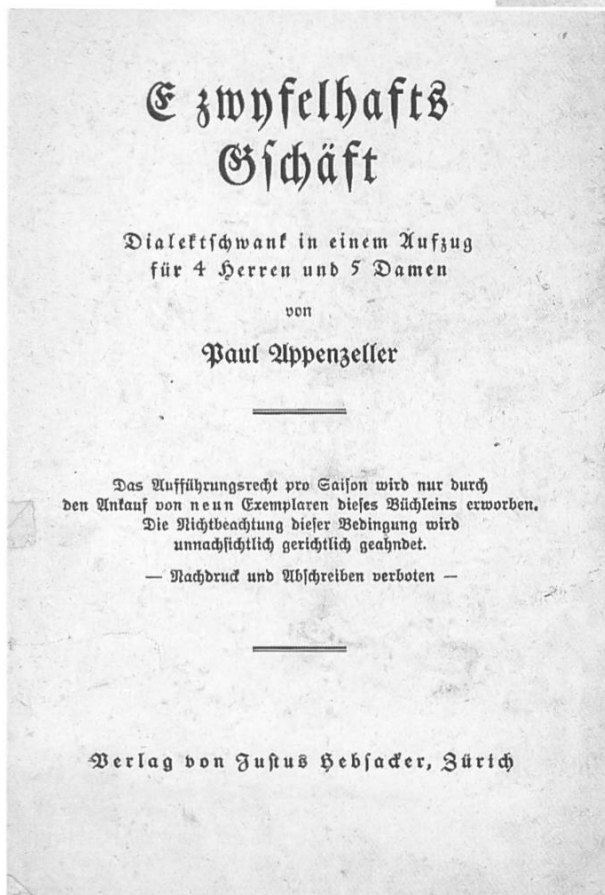 E zwyfelhafts
Gschäft
Dialektschwank in einem Aufzug
für 4 Herren und 5 Damen
von
Paul Appenzeller
Das Aufführungsrecht pro Saison wird nur durch
den Ankauf von neun Exemplaren dieses Büchleins erworben.
Die Nichtbeachtung dieser Bedingung wird
unnachsichtlich gerichtlich geahndet.
— Nachdruck und Abschreiben verboten —
Verlag von Justus Hebsacker, Zürich